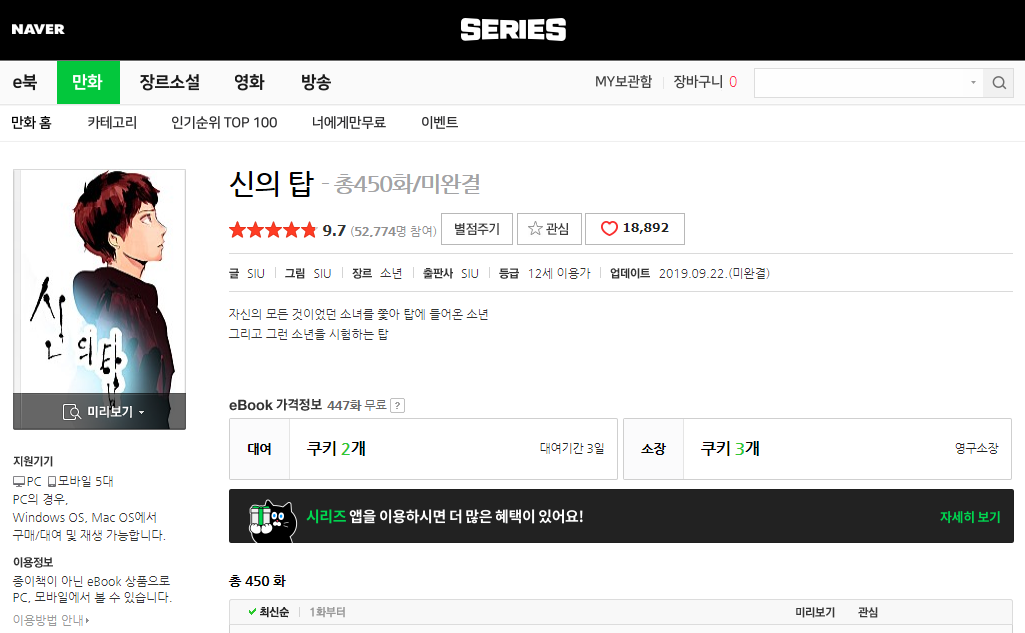 NAVER
SERIES
e북 만화 장르소설 영화 방송 MY보관함 장바구니 0
만화 홈 카테고리 인기순위 TOP 100 너에게만무료 이벤트
신의 탑 - 총450화/미완결
9.7 (52,774명 참여) 별점주기 ☆관심 18,892
글 SIU 그림 SIU 장르 소년 출판사 SIU 등급 12세 이용가 업데이트 2019.09.22.(미완결)
자신의 모든 것이었던 소녀를 쫓아 탑에 들어온 소년
그리고 그런 소년을 시험하는 탑
신의탑
미리보기
eBook 가격정보 447화 무료 ?
대여 쿠키 2개 대여기간 3일 소장 쿠키 3개 영구소장
시리즈 앱을 이용하시면 더 많은 혜택이 있어요! 자세히 보기
지원기기
PC 모바일 5대
PC의 경우,
Windows OS, Mac OS에서
구매/대여 및 재생 가능합니다.
이용정보
종이책이 아닌 eBook 상품으로
PC, 모바일에서 볼 수 있습니다.
이용방법 안내
총 450 화
최신순 1화부터 미리보기 관심